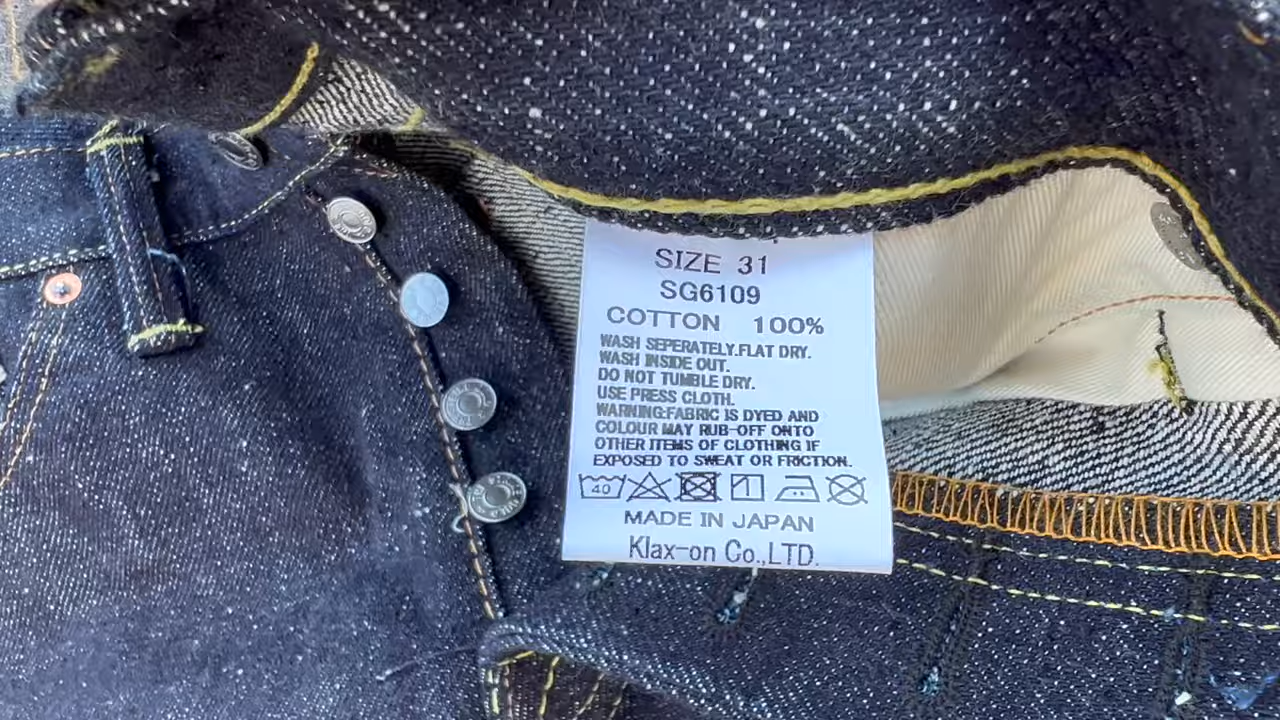 SIZE 31
SG6109
COTTON 100%
WASH SEPERATELY.FLAT DRY.
WASH INSIDE OUT.
DO NOT TUMBLE DRY.
USE PRESS CLOTH.
WARNING:FABRIC IS DYED AND
COLOUR MAY RUB-OFF ONTO
OTHER ITEMS OF CLOTHING IF
EXPOSED TO SWEAT OR FRICTION.
40
MADE IN JAPAN
Klax-on Co.,LTD.